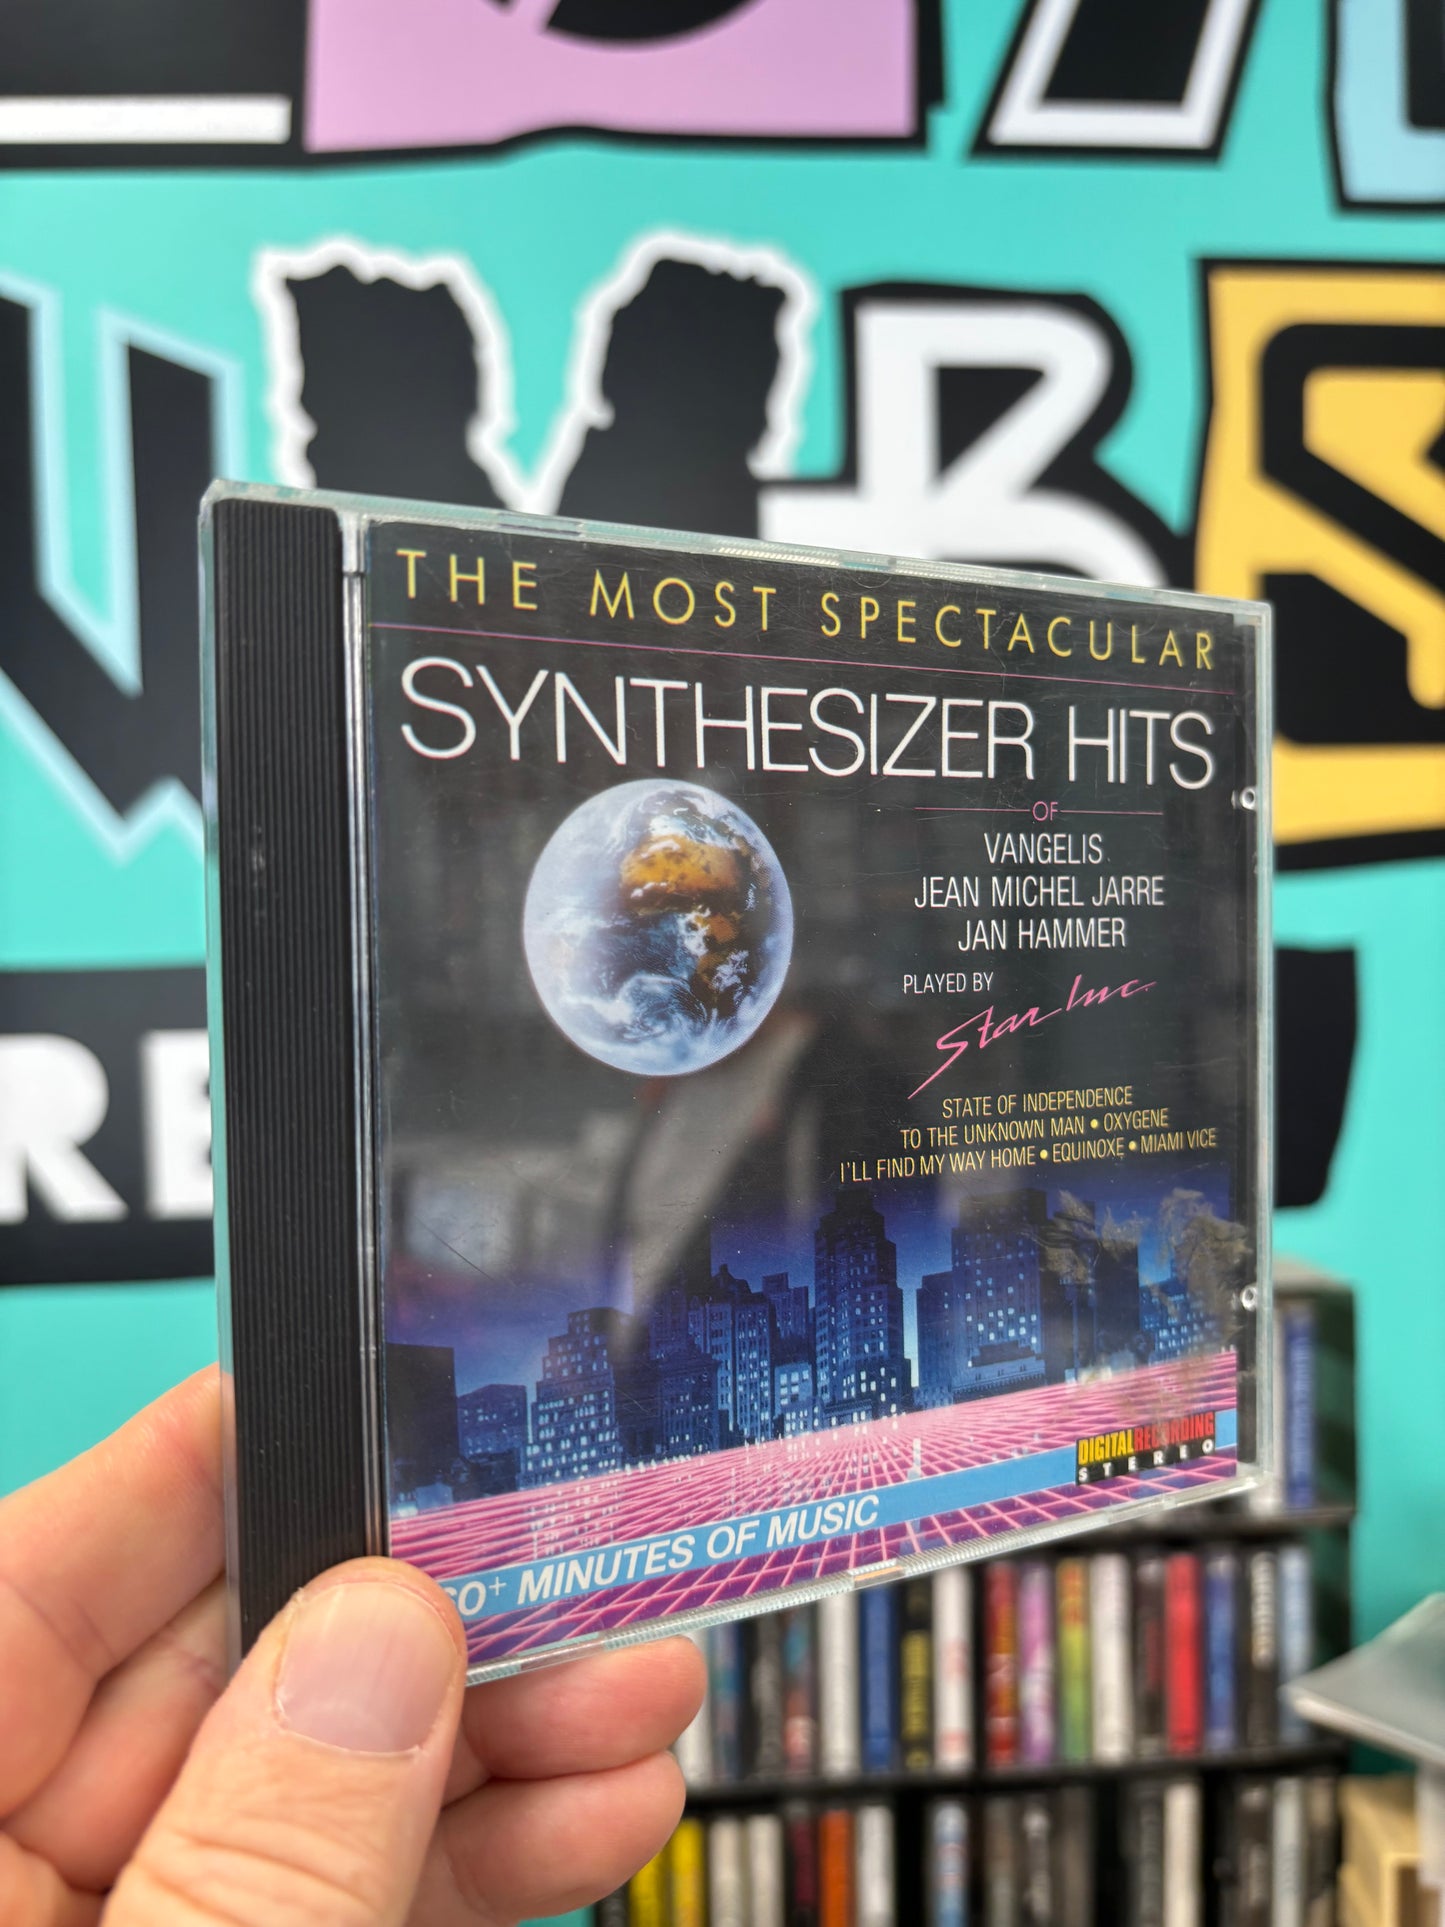 THE MOST SPECTACULAR
SYNTHESIZER HITS
OF
VANGELIS
JEAN MICHEL JARRE
JAN HAMMER
PLAYED BY
Star Inc.
STATE OF INDEPENDENCE
TO THE UNKNOWN MAN • OXYGENE
I'LL FIND MY WAY HOME • EQUINOXE • MIAMI VICE
DIGITAL RECORDING
STEREO
60+ MINUTES OF MUSIC